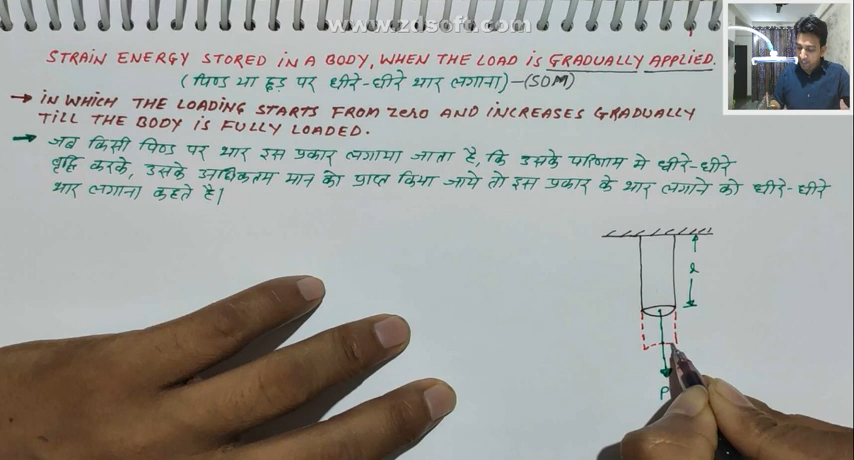 www.zdsoft.com
STRAIN ENERGY STORED IN A BODY, WHEN THE LOAD IS GRADUALLY APPLIED.
(पिण्ड या छड़ पर धीरे-धीरे भार लगाना)-(SOM)
→ IN WHICH THE LOADING STARTS FROM Zero AND INCREASES GRADUALLY
TILL THE BODY IS FULLY LOADED.
→ जब किसी पिण्ड पर भार इस प्रकार लगाया जाता है, कि उसके परिणाम मे धीरे-धीरे
वृद्धि करके, उसके अधिकतम मान को प्राप्त किया जाये तो इस प्रकार के भार लगाने को धीरे-धीरे
भार लगाना कहते है।
l
P